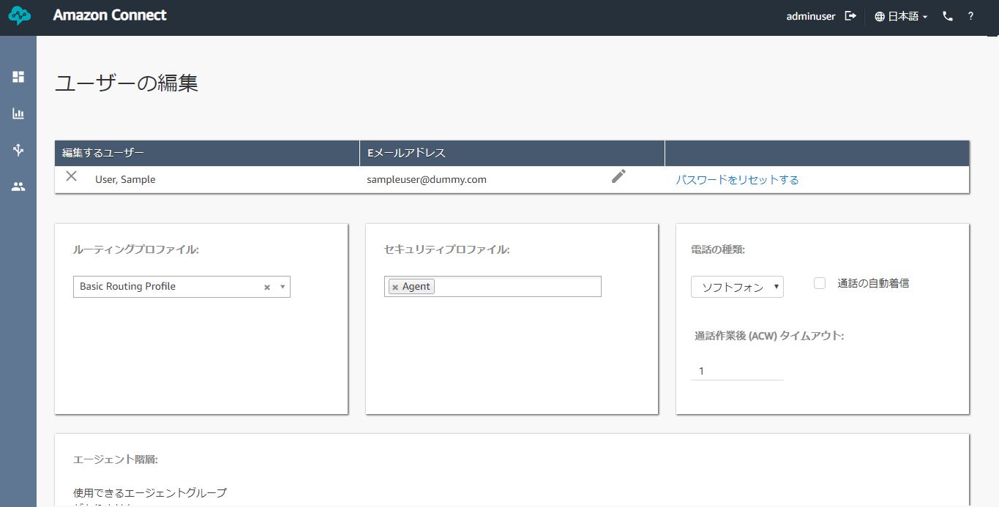 Amazon Connect
adminuser
日本語
?
ユーザーの編集
編集するユーザー
Eメールアドレス
User, Sample
sampleuser@dummy.com
パスワードをリセットする
ルーティングプロファイル:
セキュリティプロファイル:
電話の種類:
Basic Routing Profile
Agent
ソフトフォン
通話の自動着信
通話作業後 (ACW) タイムアウト:
1
エージェント階層:
使用できるエージェントグループ